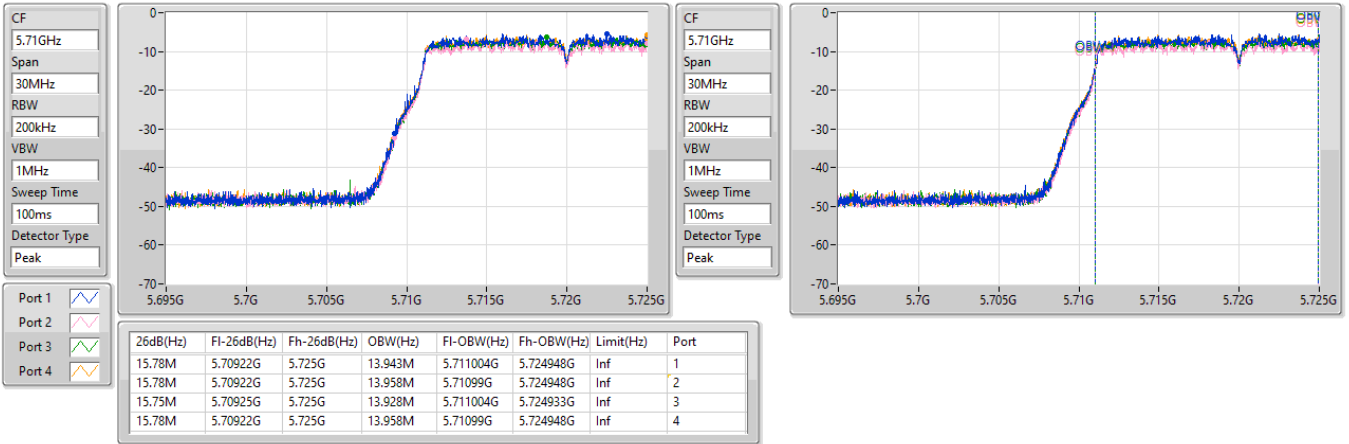 CF
5.71GHz
Span
30MHz
RBW
200kHz
VBW
1MHz
Sweep Time
100ms
Detector Type
Peak
Port 1
Port 2
Port 3
Port 4
0-
-10-
-20-
-30-
-40-
-50-
-60-
-70-
5.695G 5.7G 5.705G 5.71G 5.715G 5.72G 5.725G
CF
5.71GHz
Span
30MHz
RBW
200kHz
VBW
1MHz
Sweep Time
100ms
Detector Type
Peak
0-
-10-
-20-
-30-
-40-
-50-
-60-
-70-
OBW
OBW
5.695G 5.7G 5.705G 5.71G 5.715G 5.72G 5.725G
26dB(Hz) Fl-26dB(Hz) Fh-26dB(Hz) OBW(Hz) Fl-OBW(Hz) Fh-OBW(Hz) Limit(Hz) Port
15.78M 5.70922G 5.725G 13.943M 5.711004G 5.724948G Inf 1
15.78M 5.70922G 5.725G 13.958M 5.71099G 5.724948G Inf 2
15.75M 5.70925G 5.725G 13.928M 5.711004G 5.724933G Inf 3
15.78M 5.70922G 5.725G 13.958M 5.71099G 5.724948G Inf 4